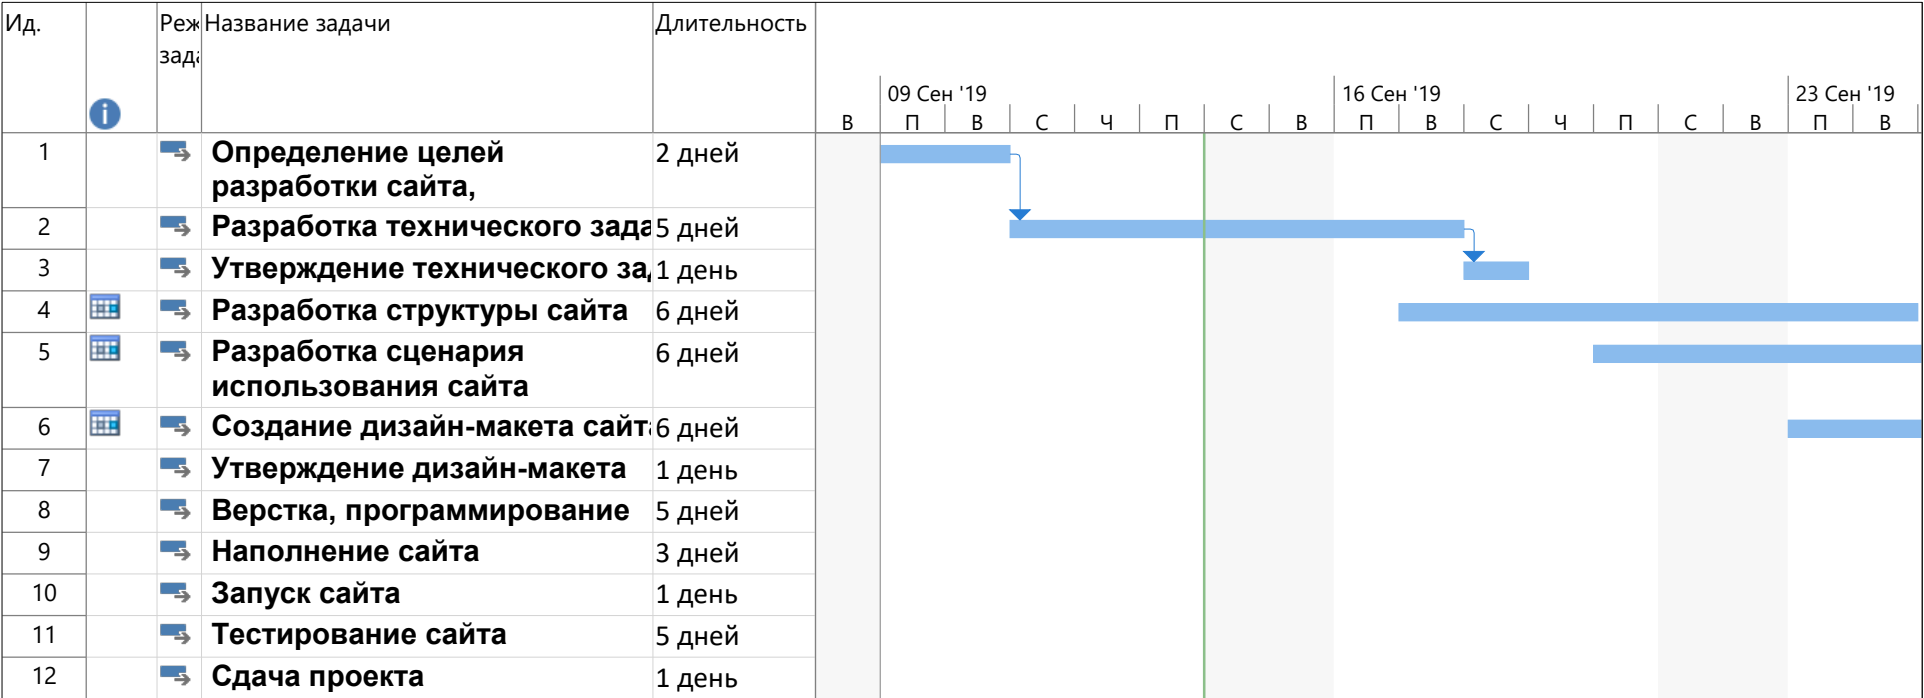 Ид. Реж Название задачи Длительность
зада
09 Сен '19 16 Сен '19 23 Сен '19
i В П В С Ч П С В П В С Ч П С В П В
1 Определение целей 2 дней
разработки сайта,
2 Разработка технического зада 5 дней
3 Утверждение технического зад 1 день
4 Разработка структуры сайта 6 дней
5 Разработка сценария 6 дней
использования сайта
6 Создание дизайн-макета сайта 6 дней
7 Утверждение дизайн-макета 1 день
8 Верстка, программирование 5 дней
9 Наполнение сайта 3 дней
10 Запуск сайта 1 день
11 Тестирование сайта 5 дней
12 Сдача проекта 1 день